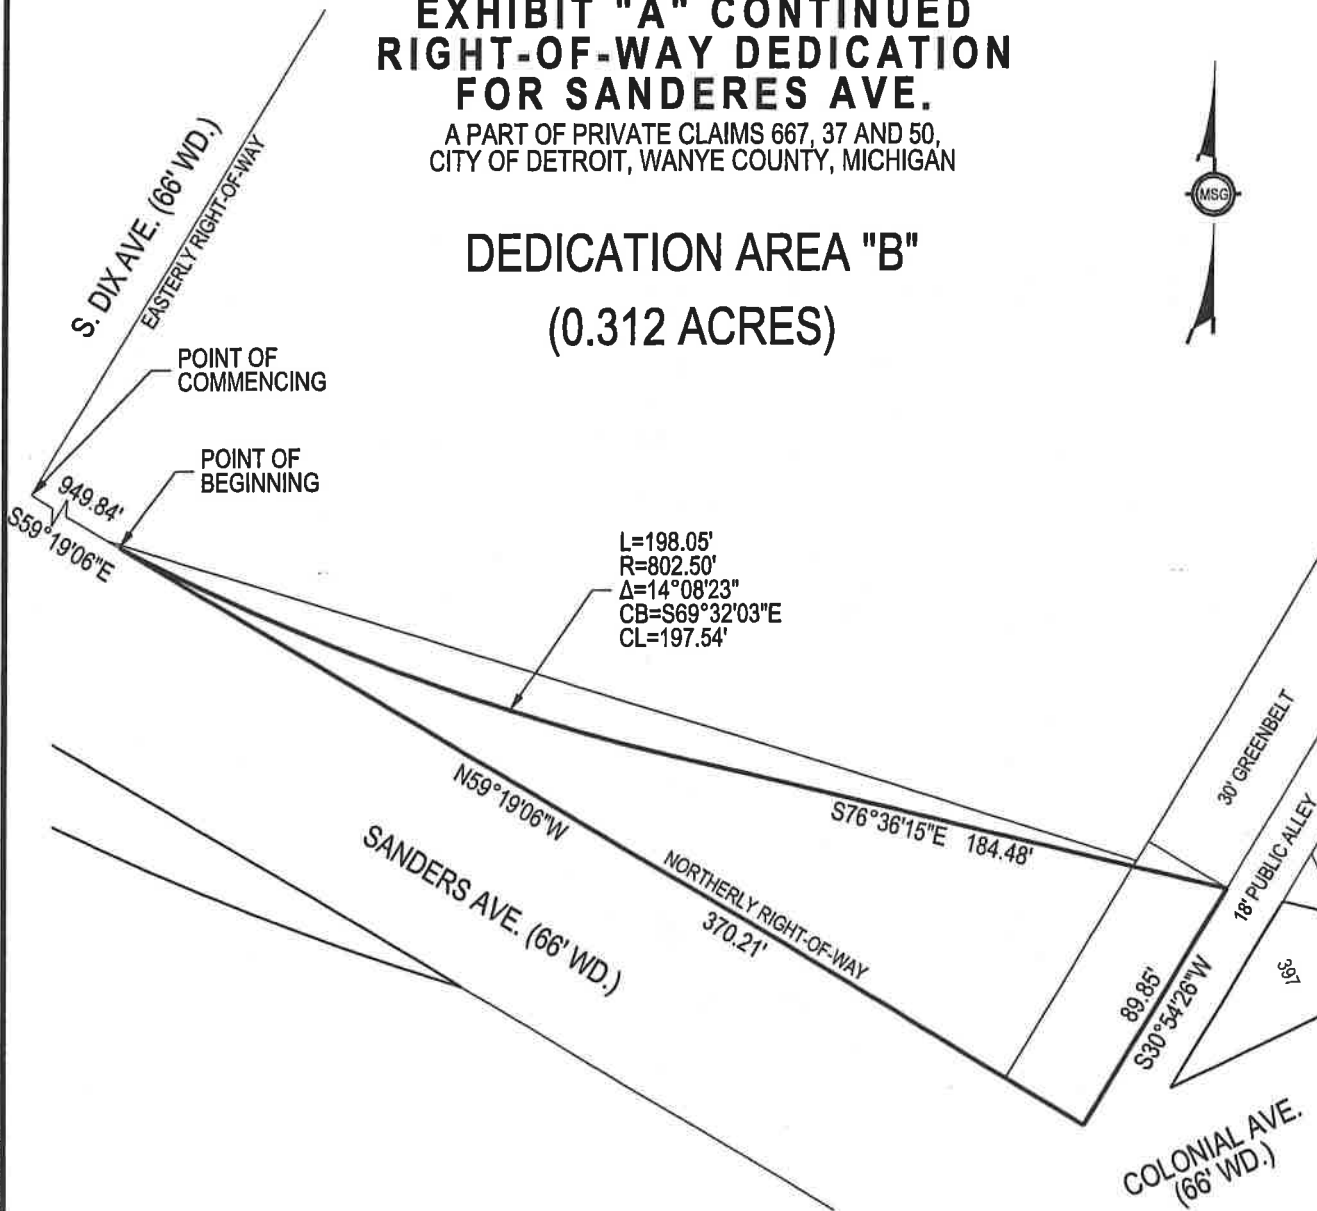 EXHIBIT "A" CONTINUED
RIGHT-OF-WAY DEDICATION
FOR SANDERES AVE.
A PART OF PRIVATE CLAIMS 667, 37 AND 50,
CITY OF DETROIT, WANYE COUNTY, MICHIGAN
MSG
DEDICATION AREA "B"
(0.312 ACRES)
S. DIX AVE. (66' WD.)
EASTERLY RIGHT-OF-WAY
POINT OF
COMMENCING
POINT OF
BEGINNING
949.84'
S59°19'06"E
L=198.05'
R=802.50'
Δ=14°08'23"
CB=S69°32'03"E
CL=197.54'
30' GREENBELT
18' PUBLIC ALLEY
N59°19'06"W
S76°36'15"E 184.48'
NORTHERLY RIGHT-OF-WAY
370.21'
SANDERS AVE. (66' WD.)
89.85'
S30°54'26"W
397
COLONIAL AVE.
(66' WD.)